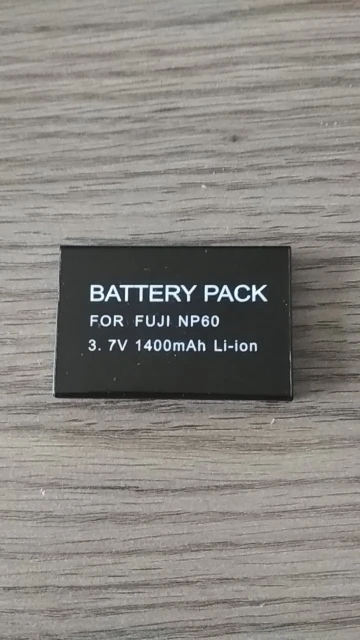 BATTERY PACK
FOR FUJI NP60
3.7V 1400mAh Li-ion